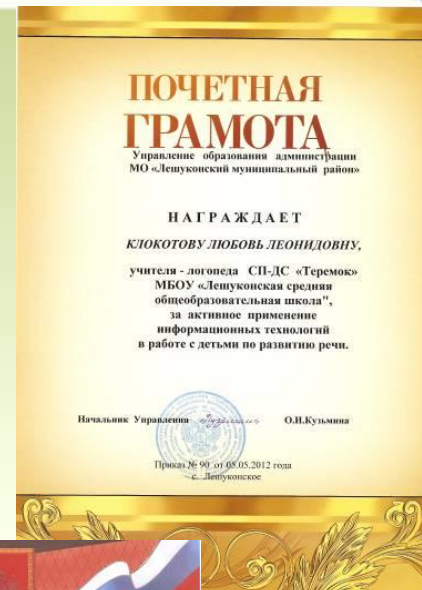 ПОЧЕТНАЯ
ГРАМОТА
Управление образования администрации
МО «Лешуконский муниципальный район»
НАГРАЖДАЕТ
КЛОКОТОВУ ЛЮБОВЬ ЛЕОНИДОВНУ,
учителя - логопеда СП-ДС «Теремок»
МБОУ «Лешуконская средняя
общеобразовательная школа",
за активное применение
информационных технологий
в работе с детьми по развитию речи.
Начальник Управления О.И.Кузьмина
Приказ № 90 от 05.05.2012 года
с. Лешуконское